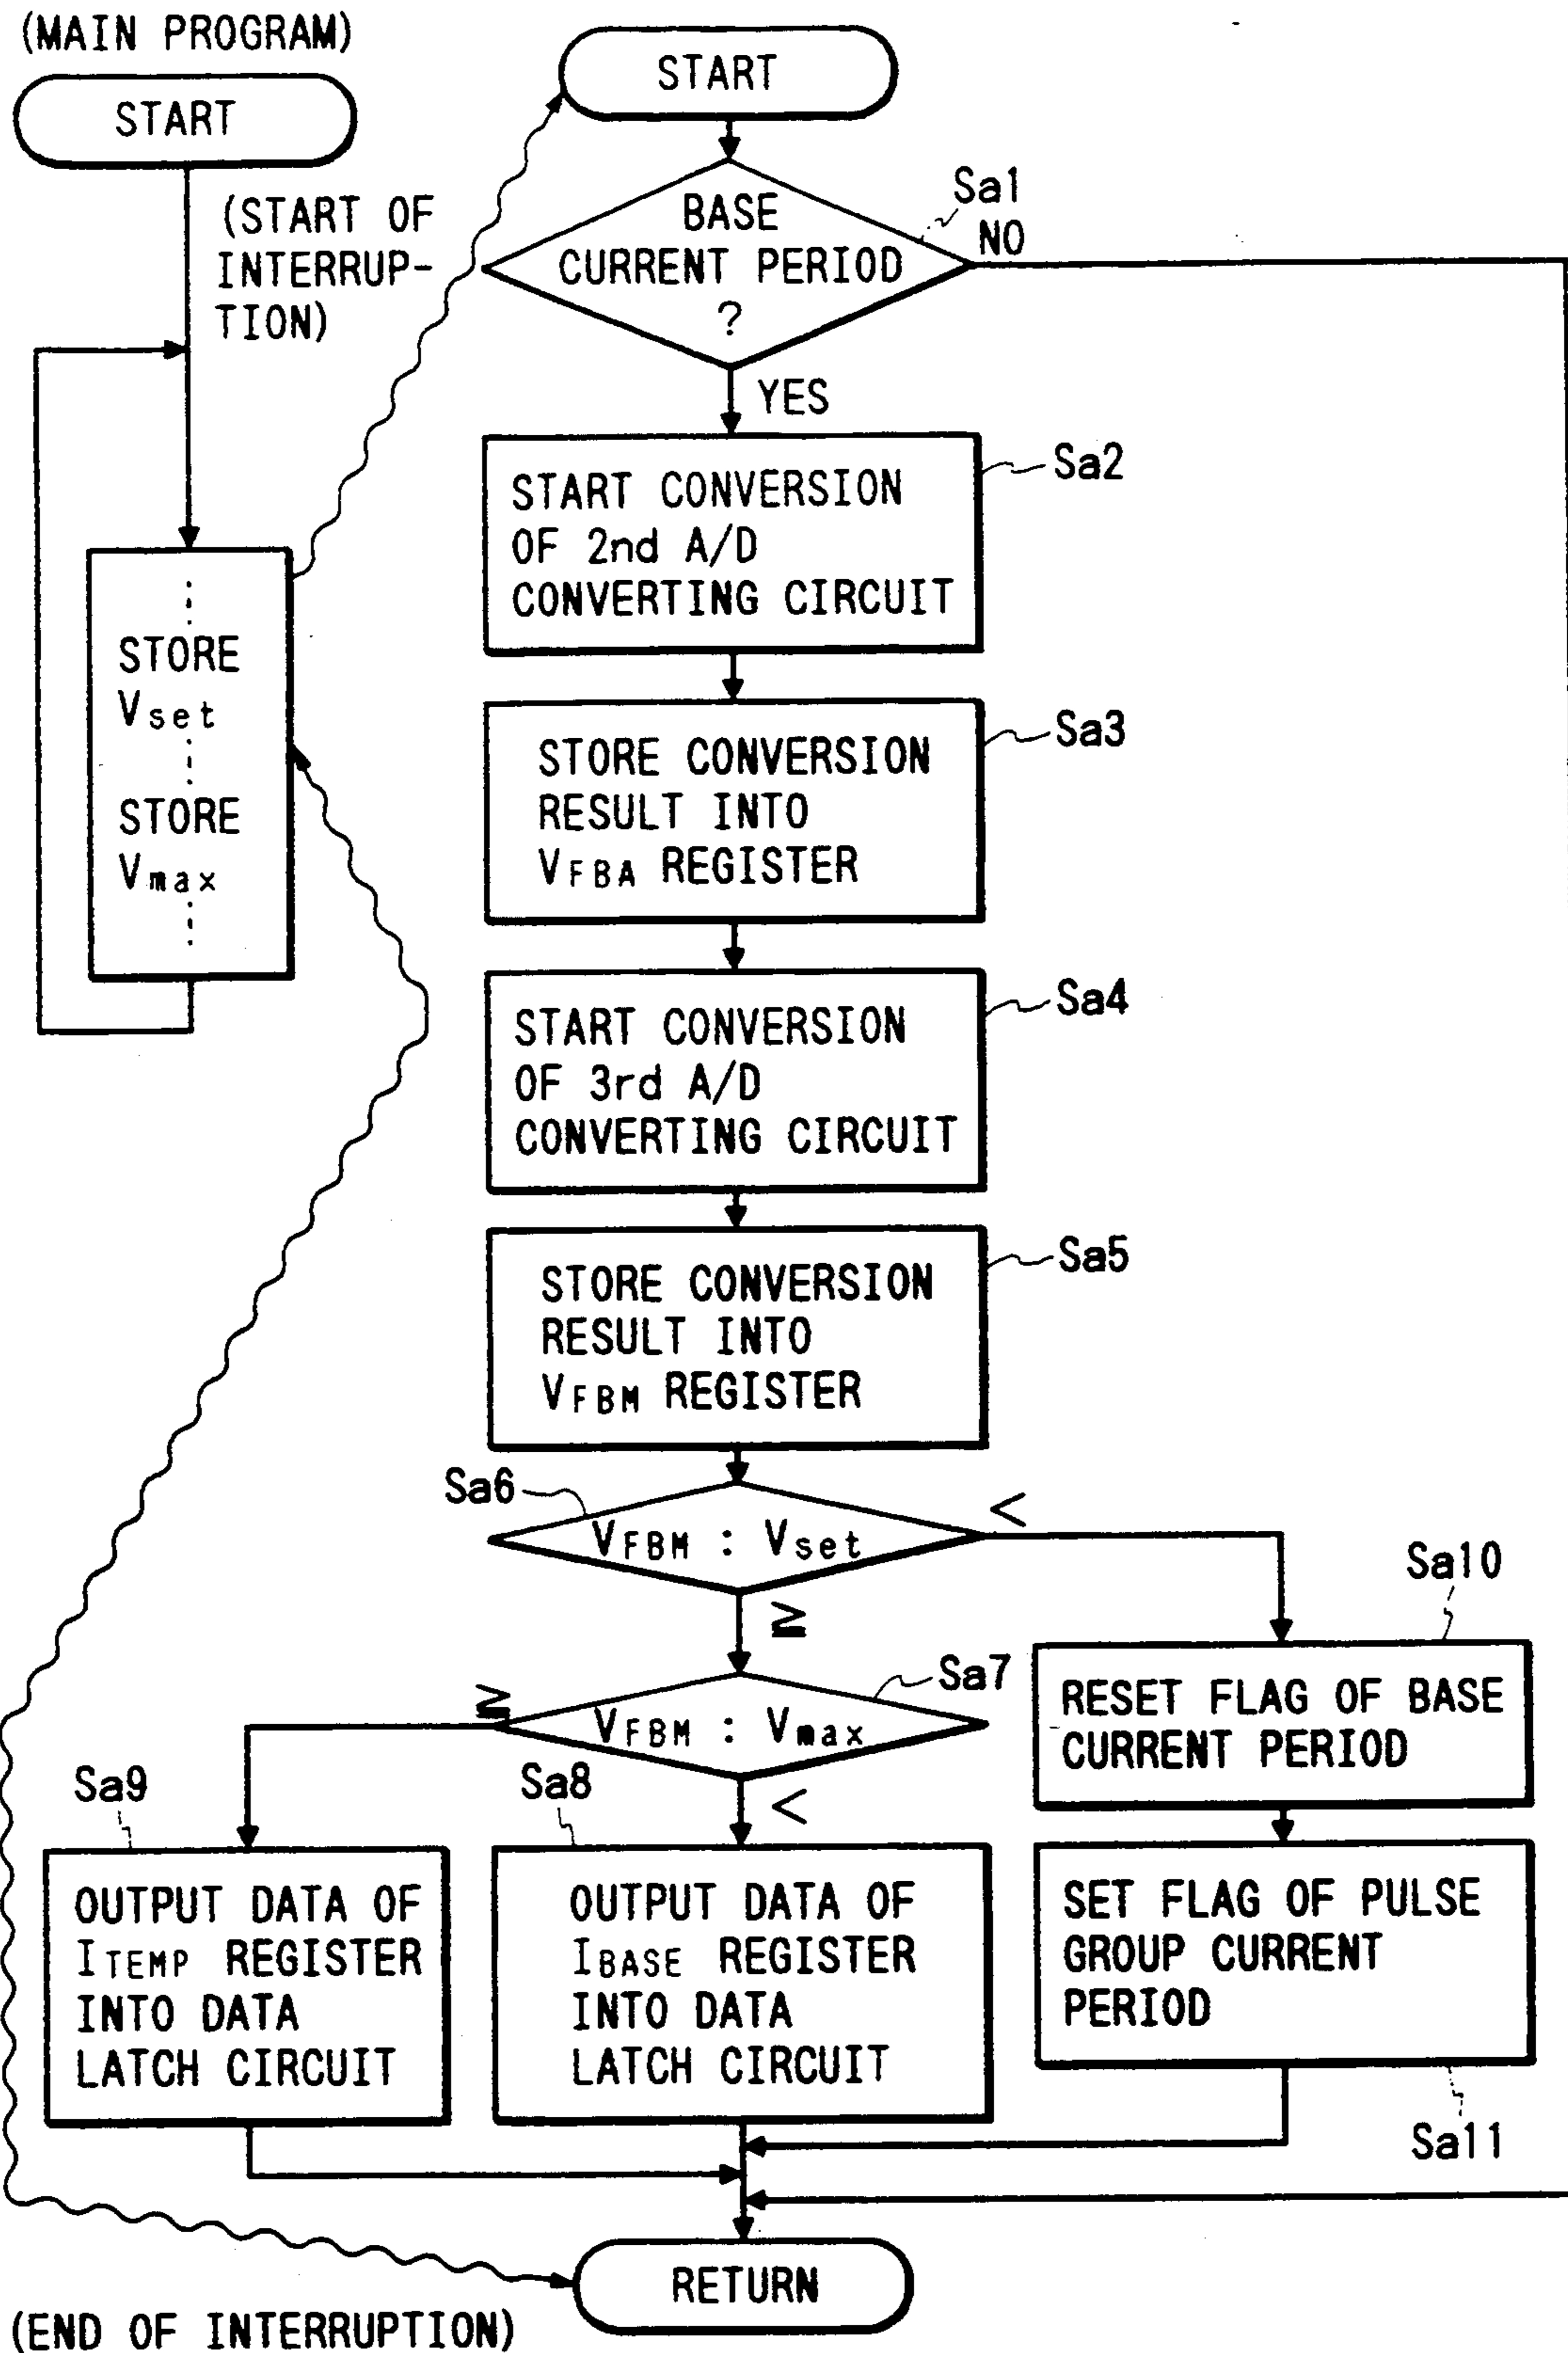 (MAIN PROGRAM)
START
(START OF
INTERRUP-
TION)
STORE
Vset
STORE
Vmax
START
BASE
CURRENT PERIOD
?
Sa1
NO
YES
START CONVERSION
OF 2nd A/D
CONVERTING CIRCUIT
Sa2
STORE CONVERSION
RESULT INTO
VFBA REGISTER
Sa3
START CONVERSION
OF 3rd A/D
CONVERTING CIRCUIT
Sa4
STORE CONVERSION
RESULT INTO
VFBM REGISTER
Sa5
Sa6
VFBM : Vset
<
≧
Sa7
VFBM : Vmax
≧
<
Sa10
RESET FLAG OF BASE
CURRENT PERIOD
SET FLAG OF PULSE
GROUP CURRENT
PERIOD
Sa11
Sa9
OUTPUT DATA OF
ITEMP REGISTER
INTO DATA
LATCH CIRCUIT
Sa8
OUTPUT DATA OF
IBASE REGISTER
INTO DATA
LATCH CIRCUIT
RETURN
(END OF INTERRUPTION)